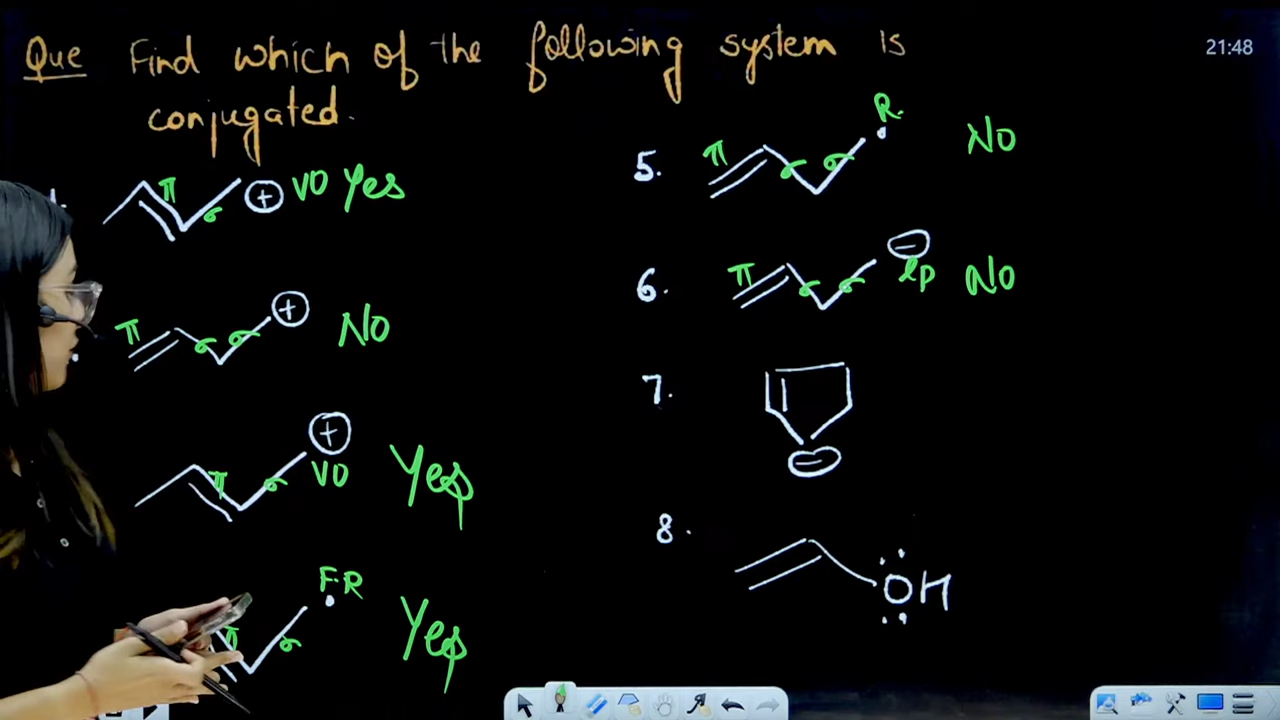 Que Find which of the following system is
conjugated.
π σ + VO Yes
π σ σ + No
π σ + VO Yes
π σ F·R Yes
5. π σ σ R. No
6. π σ σ − lp No
7. −
8. OH
21:48